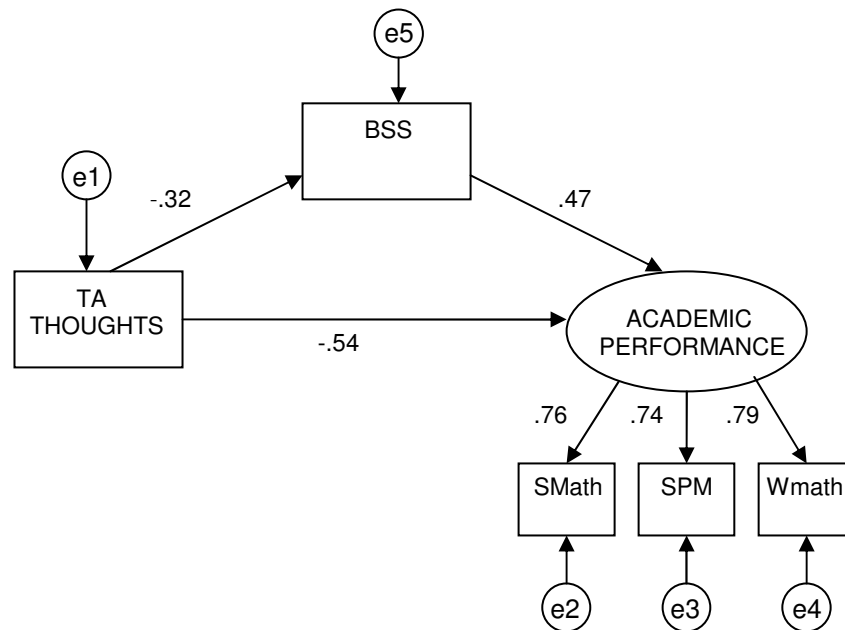 e5
BSS
e1
-.32
.47
TA
THOUGHTS
-.54
ACADEMIC
PERFORMANCE
.76
.74
.79
SMath
SPM
Wmath
e2
e3
e4